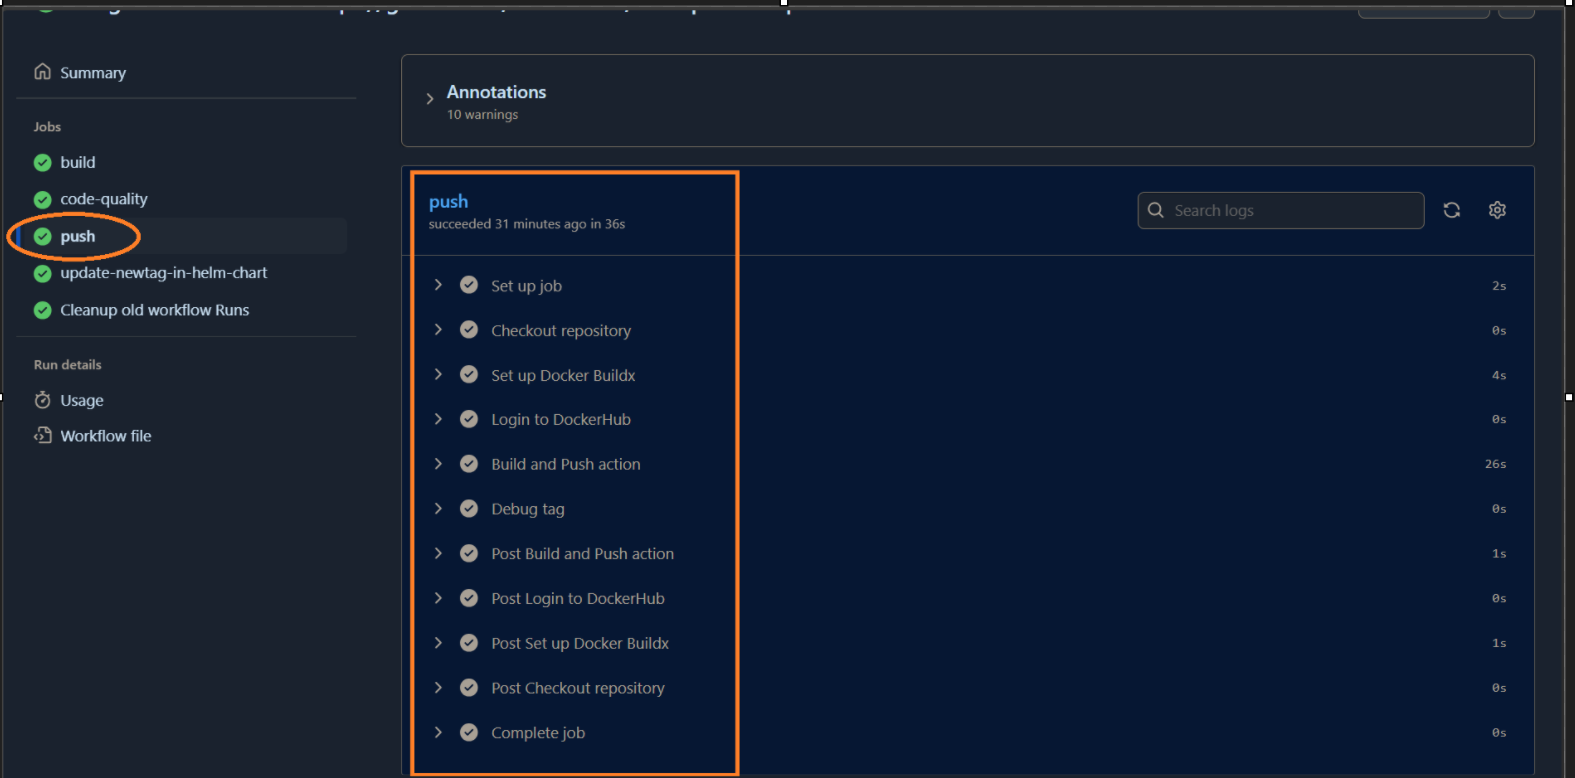 Summary
Jobs
build
code-quality
push
update-newtag-in-helm-chart
Cleanup old workflow Runs
Run details
Usage
Workflow file
Annotations
10 warnings
push
succeeded 31 minutes ago in 36s
Search logs
Set up job 2s
Checkout repository 0s
Set up Docker Buildx 4s
Login to DockerHub 0s
Build and Push action 26s
Debug tag 0s
Post Build and Push action 1s
Post Login to DockerHub 0s
Post Set up Docker Buildx 1s
Post Checkout repository 0s
Complete job 0s